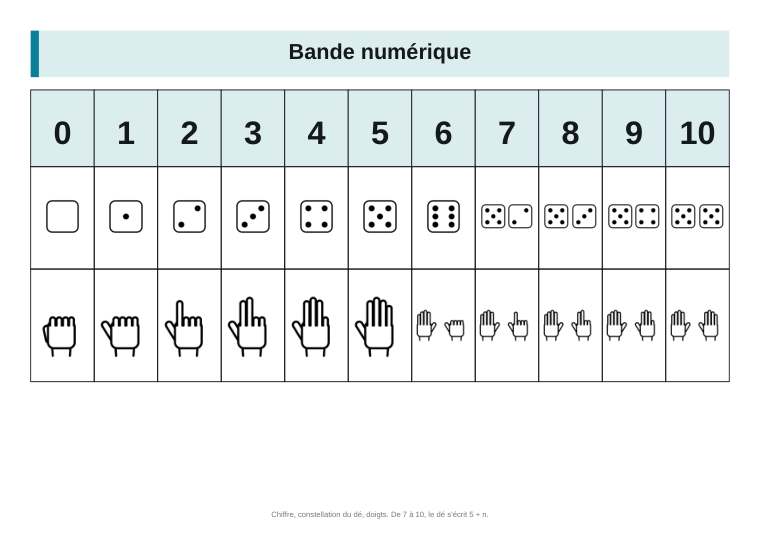 Bande numérique
0 1 2 3 4 5 6 7 8 9 10
Chiffre, constellation du dé, doigts. De 7 à 10, le dé s'écrit 5 + n.